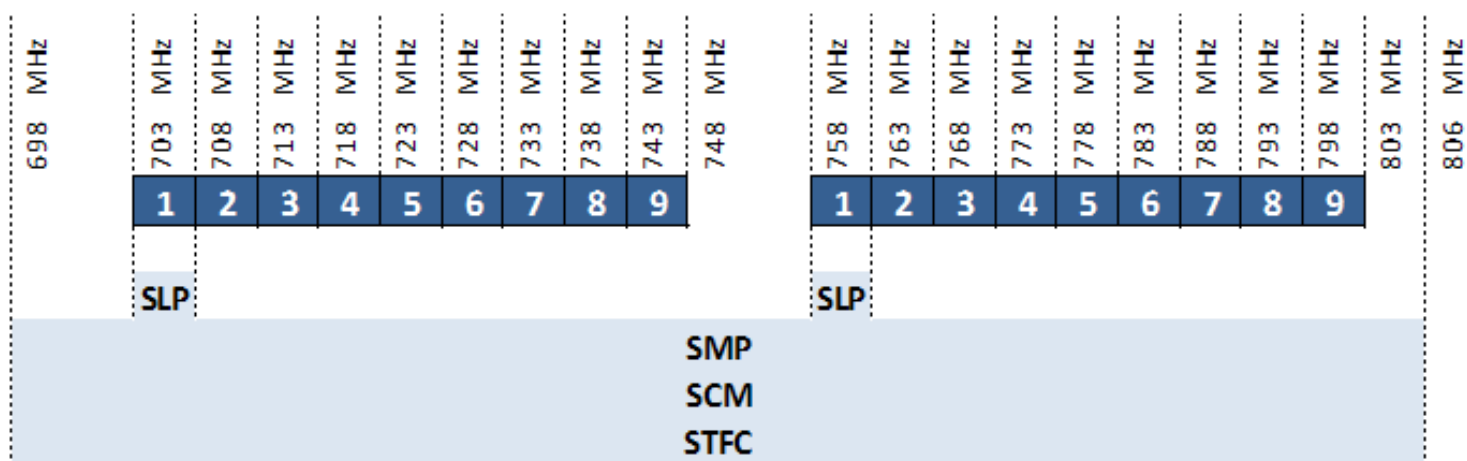 698 MHz 703 MHz 708 MHz 713 MHz 718 MHz 723 MHz 728 MHz 733 MHz 738 MHz 743 MHz 748 MHz 758 MHz 763 MHz 768 MHz 773 MHz 778 MHz 783 MHz 788 MHz 793 MHz 798 MHz 803 MHz 806 MHz
1 2 3 4 5 6 7 8 9 1 2 3 4 5 6 7 8 9
SLP SLP
SMP
SCM
STFC